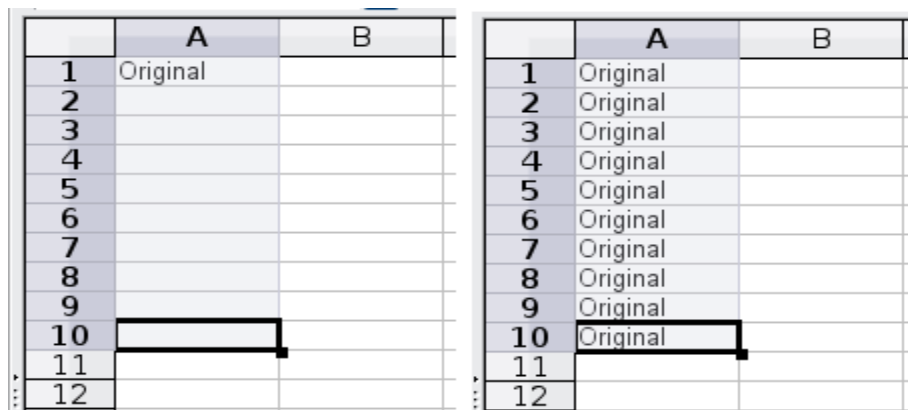 A B
1 Original
2
3
4
5
6
7
8
9
10
11
12
A B
1 Original
2 Original
3 Original
4 Original
5 Original
6 Original
7 Original
8 Original
9 Original
10 Original
11
12